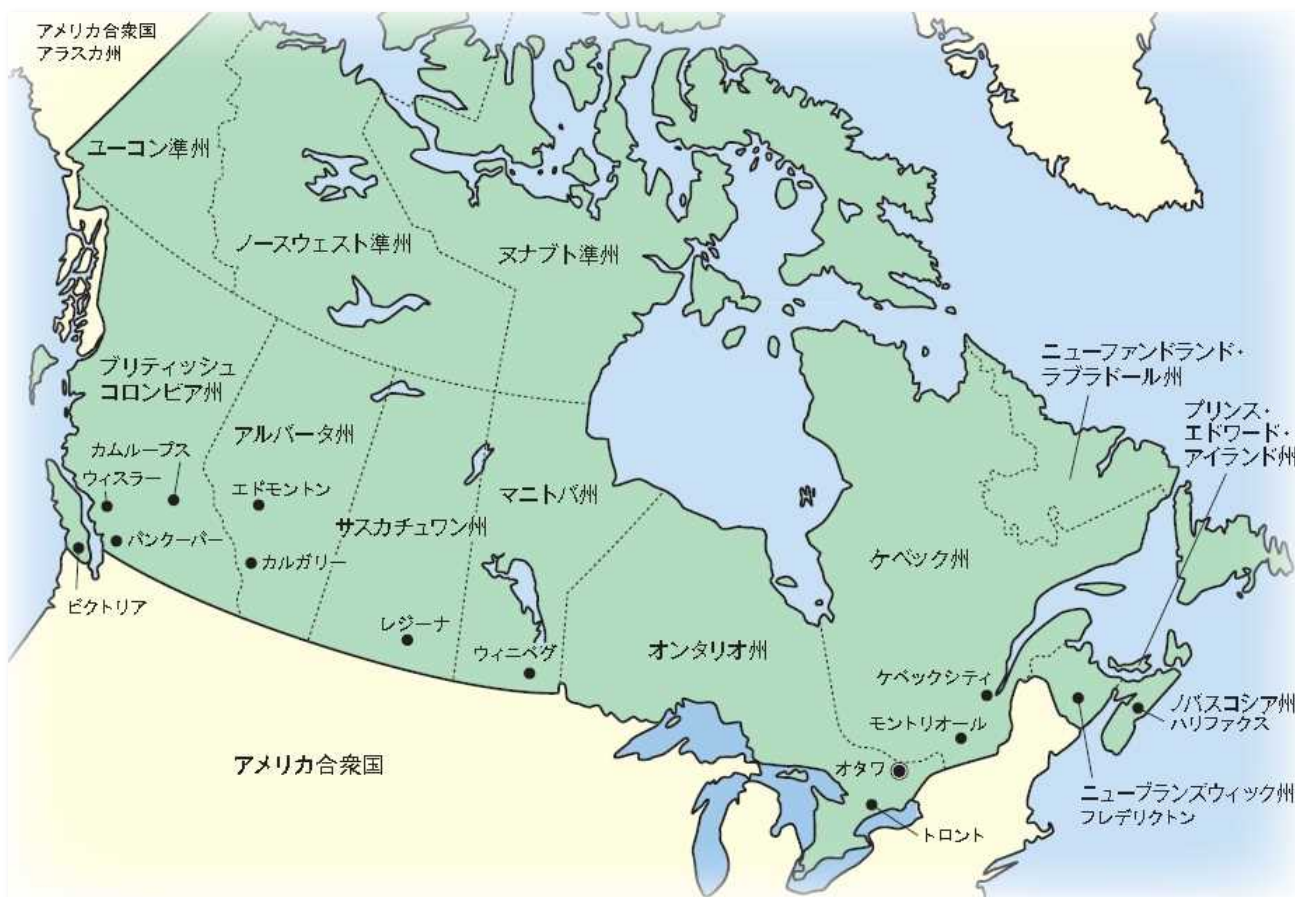 アメリカ合衆国
アラスカ州
ユーコン準州
ノースウェスト準州
ヌナブト準州
ブリティッシュ
コロンビア州
アルバータ州
カムループス
ウィスラー
エドモントン
サスカチュワン州
マニトバ州
バンクーバー
カルガリー
ビクトリア
レジーナ
ウィニペグ
オンタリオ州
ケベック州
ニューファンドランド・
ラブラドール州
プリンス・
エドワード・
アイランド州
ケベックシティ
モントリオール
ノバスコシア州
ハリファクス
オタワ
ニューブランズウィック州
フレデリクトン
トロント
アメリカ合衆国